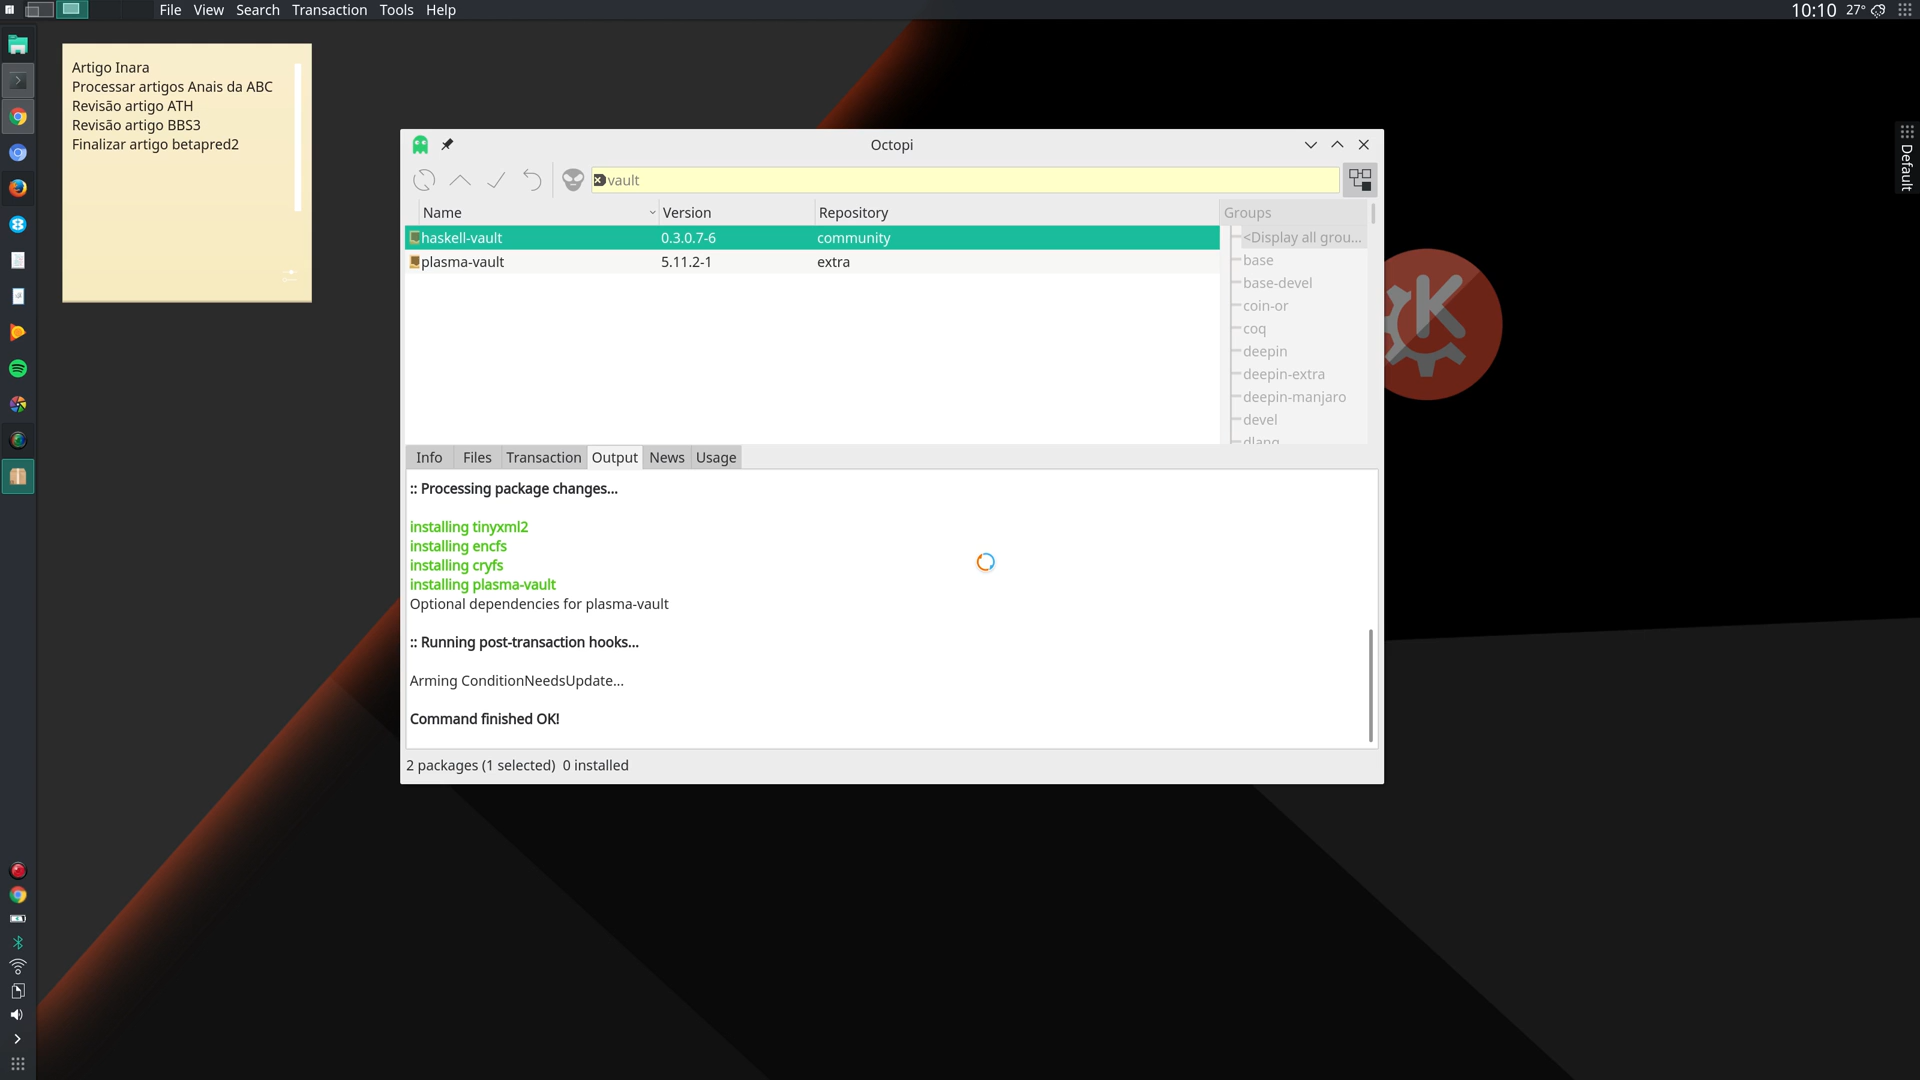 File View Search Transaction Tools Help
10:10 27°
Artigo Inara
Processar artigos Anais da ABC
Revisão artigo ATH
Revisão artigo BBS3
Finalizar artigo betapred2
Default
Octopi
vault
Name Version Repository
haskell-vault 0.3.0.7-6 community
plasma-vault 5.11.2-1 extra
Groups
<Display all grou...
base
base-devel
coin-or
coq
deepin
deepin-extra
deepin-manjaro
devel
dlang
Info Files Transaction Output News Usage
:: Processing package changes...
installing tinyxml2
installing encfs
installing cryfs
installing plasma-vault
Optional dependencies for plasma-vault
:: Running post-transaction hooks...
Arming ConditionNeedsUpdate...
Command finished OK!
2 packages (1 selected) 0 installed